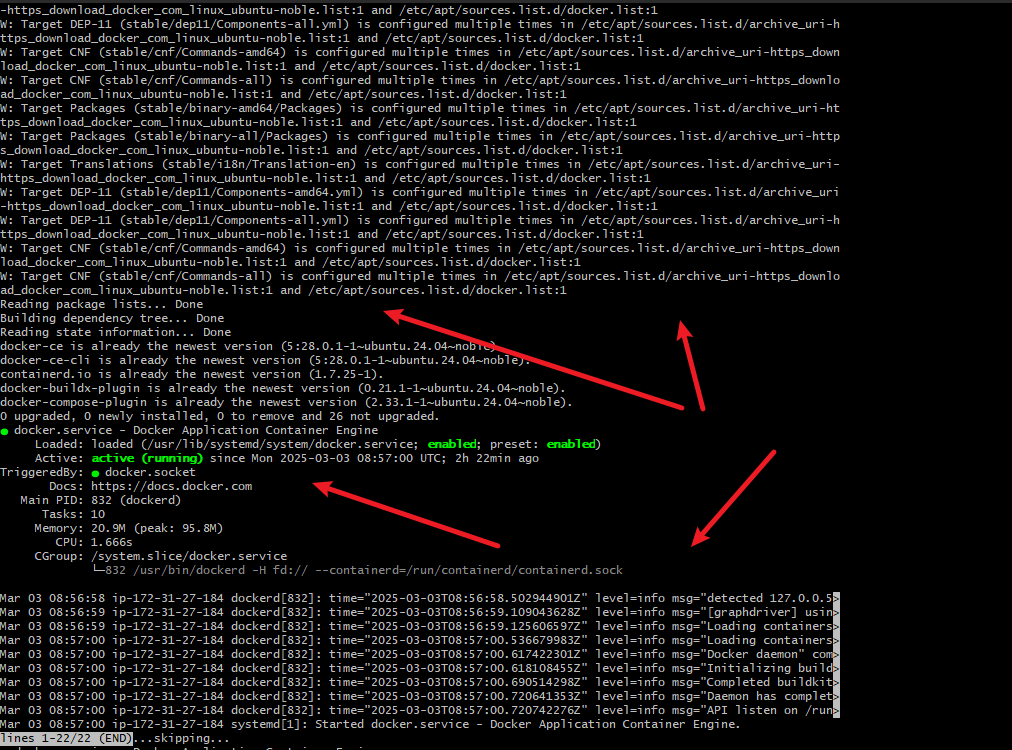 -https_download_docker_com_linux_ubuntu-noble.list:1 and /etc/apt/sources.list.d/docker.list:1
W: Target DEP-11 (stable/dep11/Components-all.yml) is configured multiple times in /etc/apt/sources.list.d/archive_uri-h
ttps_download_docker_com_linux_ubuntu-noble.list:1 and /etc/apt/sources.list.d/docker.list:1
W: Target CNF (stable/cnf/Commands-amd64) is configured multiple times in /etc/apt/sources.list.d/archive_uri-https_down
load_docker_com_linux_ubuntu-noble.list:1 and /etc/apt/sources.list.d/docker.list:1
W: Target CNF (stable/cnf/Commands-all) is configured multiple times in /etc/apt/sources.list.d/archive_uri-https_downlo
ad_docker_com_linux_ubuntu-noble.list:1 and /etc/apt/sources.list.d/docker.list:1
W: Target Packages (stable/binary-amd64/Packages) is configured multiple times in /etc/apt/sources.list.d/archive_uri-ht
tps_download_docker_com_linux_ubuntu-noble.list:1 and /etc/apt/sources.list.d/docker.list:1
W: Target Packages (stable/binary-all/Packages) is configured multiple times in /etc/apt/sources.list.d/archive_uri-http
s_download_docker_com_linux_ubuntu-noble.list:1 and /etc/apt/sources.list.d/docker.list:1
W: Target Translations (stable/i18n/Translation-en) is configured multiple times in /etc/apt/sources.list.d/archive_uri-
https_download_docker_com_linux_ubuntu-noble.list:1 and /etc/apt/sources.list.d/docker.list:1
W: Target DEP-11 (stable/dep11/Components-amd64.yml) is configured multiple times in /etc/apt/sources.list.d/archive_uri
-https_download_docker_com_linux_ubuntu-noble.list:1 and /etc/apt/sources.list.d/docker.list:1
W: Target DEP-11 (stable/dep11/Components-all.yml) is configured multiple times in /etc/apt/sources.list.d/archive_uri-h
ttps_download_docker_com_linux_ubuntu-noble.list:1 and /etc/apt/sources.list.d/docker.list:1
W: Target CNF (stable/cnf/Commands-amd64) is configured multiple times in /etc/apt/sources.list.d/archive_uri-https_down
load_docker_com_linux_ubuntu-noble.list:1 and /etc/apt/sources.list.d/docker.list:1
W: Target CNF (stable/cnf/Commands-all) is configured multiple times in /etc/apt/sources.list.d/archive_uri-https_downlo
ad_docker_com_linux_ubuntu-noble.list:1 and /etc/apt/sources.list.d/docker.list:1
Reading package lists... Done
Building dependency tree... Done
Reading state information... Done
docker-ce is already the newest version (5:28.0.1-1~ubuntu.24.04~noble).
docker-ce-cli is already the newest version (5:28.0.1-1~ubuntu.24.04~noble).
containerd.io is already the newest version (1.7.25-1).
docker-buildx-plugin is already the newest version (0.21.1-1~ubuntu.24.04~noble).
docker-compose-plugin is already the newest version (2.33.1-1~ubuntu.24.04~noble).
0 upgraded, 0 newly installed, 0 to remove and 26 not upgraded.
● docker.service - Docker Application Container Engine
Loaded: loaded (/usr/lib/systemd/system/docker.service; enabled; preset: enabled)
Active: active (running) since Mon 2025-03-03 08:57:00 UTC; 2h 22min ago
TriggeredBy: ● docker.socket
Docs: https://docs.docker.com
Main PID: 832 (dockerd)
Tasks: 10
Memory: 20.9M (peak: 95.8M)
CPU: 1.666s
CGroup: /system.slice/docker.service
└─832 /usr/bin/dockerd -H fd:// --containerd=/run/containerd/containerd.sock
Mar 03 08:56:58 ip-172-31-27-184 dockerd[832]: time="2025-03-03T08:56:58.502944901Z" level=info msg="detected 127.0.0.5>
Mar 03 08:56:59 ip-172-31-27-184 dockerd[832]: time="2025-03-03T08:56:59.109043628Z" level=info msg="[graphdriver] usin>
Mar 03 08:56:59 ip-172-31-27-184 dockerd[832]: time="2025-03-03T08:56:59.125606597Z" level=info msg="Loading containers>
Mar 03 08:57:00 ip-172-31-27-184 dockerd[832]: time="2025-03-03T08:57:00.536679983Z" level=info msg="Loading containers>
Mar 03 08:57:00 ip-172-31-27-184 dockerd[832]: time="2025-03-03T08:57:00.617422301Z" level=info msg="Docker daemon" com>
Mar 03 08:57:00 ip-172-31-27-184 dockerd[832]: time="2025-03-03T08:57:00.618108455Z" level=info msg="Initializing build>
Mar 03 08:57:00 ip-172-31-27-184 dockerd[832]: time="2025-03-03T08:57:00.690514298Z" level=info msg="Completed buildkit>
Mar 03 08:57:00 ip-172-31-27-184 dockerd[832]: time="2025-03-03T08:57:00.720641353Z" level=info msg="Daemon has complet>
Mar 03 08:57:00 ip-172-31-27-184 dockerd[832]: time="2025-03-03T08:57:00.720742276Z" level=info msg="API listen on /run>
Mar 03 08:57:00 ip-172-31-27-184 systemd[1]: Started docker.service - Docker Application Container Engine.
lines 1-22/22 (END)...skipping...